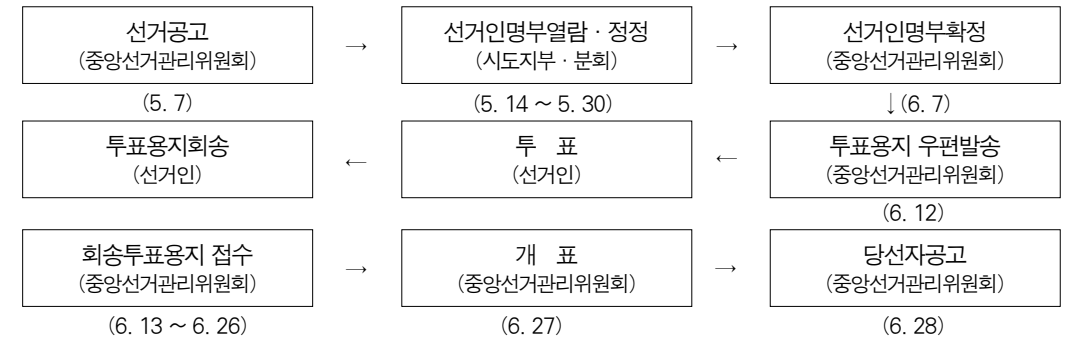 선거공고
(중앙선거관리위원회)
(5. 7)
→
선거인명부열람 · 정정
(시도지부 · 분회)
(5. 14 ~ 5. 30)
→
선거인명부확정
(중앙선거관리위원회)
↓(6. 7)
투표용지회송
(선거인)
←
투 표
(선거인)
←
투표용지 우편발송
(중앙선거관리위원회)
(6. 12)
회송투표용지 접수
(중앙선거관리위원회)
(6. 13 ~ 6. 26)
→
개 표
(중앙선거관리위원회)
(6. 27)
→
당선자공고
(중앙선거관리위원회)
(6. 28)